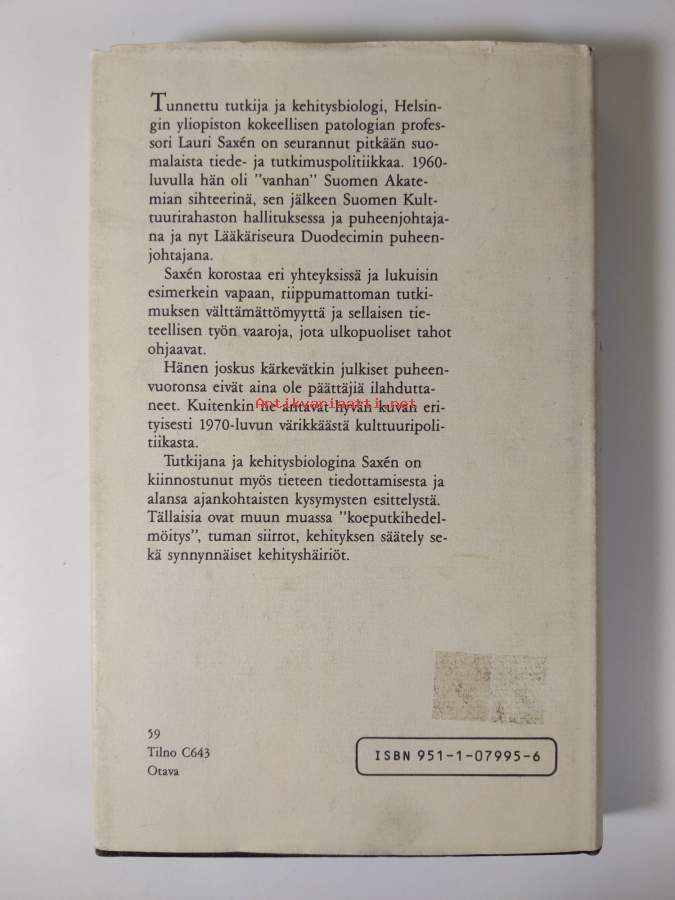 Tunnettu tutkija ja kehitysbiologi, Helsin-
gin yliopiston kokeellisen patologian profes-
sori Lauri Saxén on seurannut pitkään suo-
malaista tiede- ja tutkimuspolitiikkaa. 1960-
luvulla hän oli "vanhan" Suomen Akate-
mian sihteerinä, sen jälkeen Suomen Kult-
tuurirahaston hallituksessa ja puheenjohtaja-
na ja nyt Lääkäriseura Duodecimin puheen-
johtajana.
Saxén korostaa eri yhteyksissä ja lukuisin
esimerkein vapaan, riippumattoman tutki-
muksen välttämättömyyttä ja sellaisen tie-
teellisen työn vaaroja, jota ulkopuoliset tahot
ohjaavat.
Hänen joskus kärkevätkin julkiset puheen-
vuoronsa eivät aina ole päättäjiä ilahdutta-
neet. Kuitenkin ne antavat hyvän kuvan eri-
Antikvariaatti.net
tyisesti 1970-luvun värikkäästä kulttuuripoli-
tiikasta.
Tutkijana ja kehitysbiologina Saxén on
kiinnostunut myös tieteen tiedottamisesta ja
alansa ajankohtaisten kysymysten esittelystä.
Tällaisia ovat muun muassa "koeputkihedel-
möitys", tuman siirrot, kehityksen säätely se-
kä synnynnäiset kehityshäiriöt.
59
Tilno C643
Otava
ISBN 951-1-07995-6